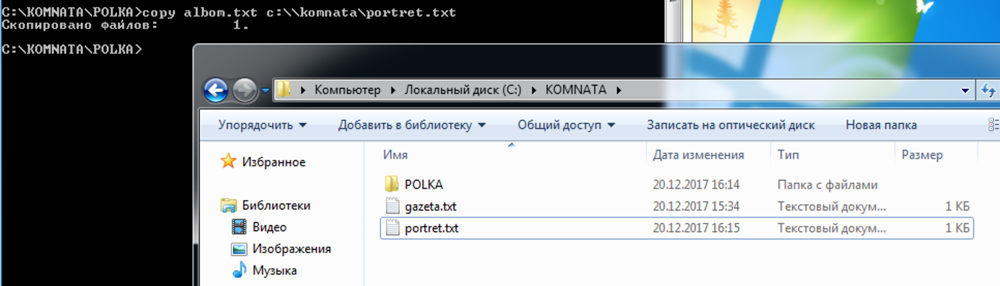 C:\KOMNATA\POLKA>copy albom.txt c:\\komnata\portret.txt
Скопировано файлов:         1.
C:\KOMNATA\POLKA>
Компьютер Локальный диск (C:) KOMNATA
Упорядочить Добавить в библиотеку Общий доступ Записать на оптический диск Новая папка
Избранное
Библиотеки
Видео
Изображения
Музыка
Имя Дата изменения Тип Размер
POLKA 20.12.2017 16:14 Папка с файлами
gazeta.txt 20.12.2017 15:34 Текстовый докум... 1 КБ
portret.txt 20.12.2017 16:15 Текстовый докум... 1 КБ